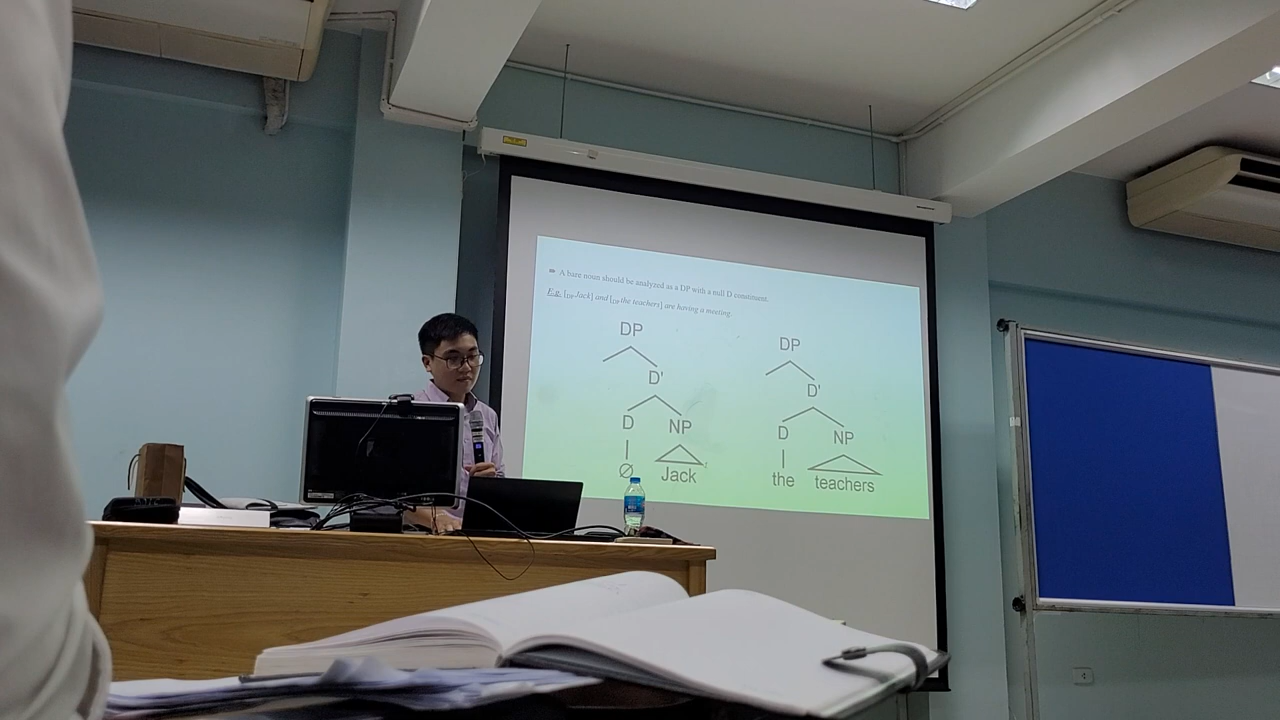 A bare noun should be analyzed as a DP with a null D constituent.
E.g. [DP Jack] and [DP the teachers] are having a meeting.
DP
D'
D NP
Ø Jack
DP
D'
D NP
the teachers